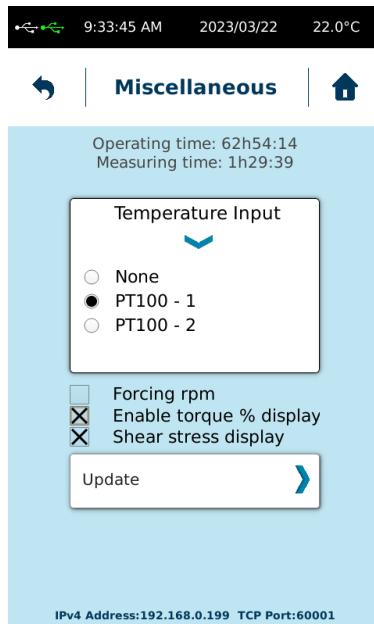 9:33:45 AM 2023/03/22 22.0°C
Miscellaneous
Operating time: 62h54:14
Measuring time: 1h29:39
Temperature Input
None
PT100 - 1
PT100 - 2
Forcing rpm
Enable torque % display
Shear stress display
Update
IPv4 Address:192.168.0.199 TCP Port:60001